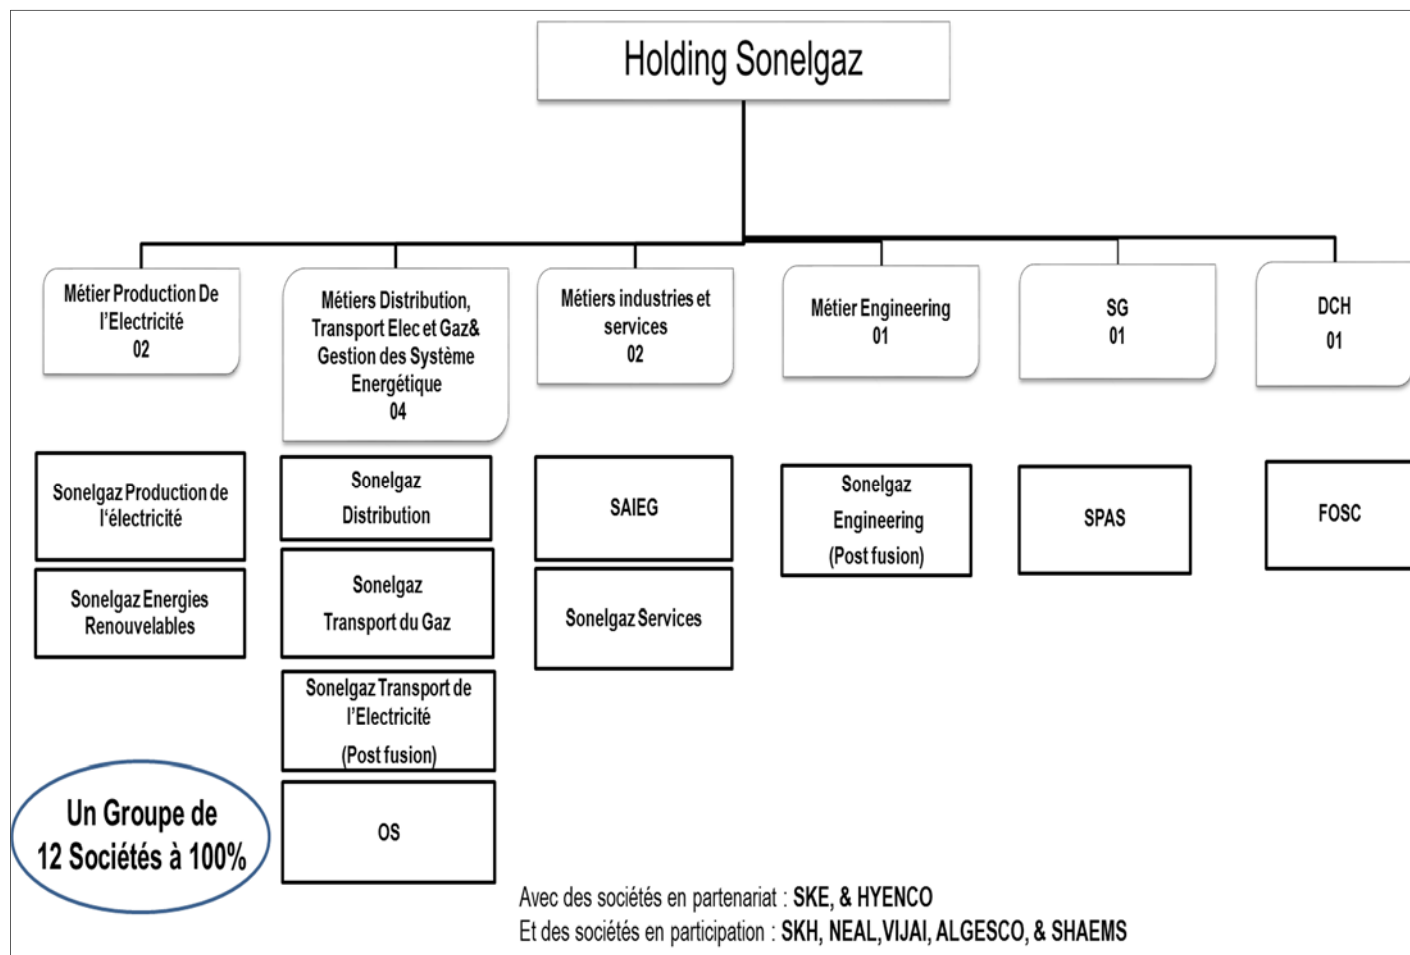 Holding Sonelgaz
Métier Production De
l'Electricité
02
Métiers Distribution,
Transport Elec et Gaz&
Gestion des Système
Energétique
04
Métiers industries et
services
02
Métier Engineering
01
SG
01
DCH
01
Sonelgaz Production de
l'électricité
Sonelgaz Energies
Renouvelables
Sonelgaz
Distribution
Sonelgaz
Transport du Gaz
Sonelgaz Transport de
l'Electricité
(Post fusion)
OS
SAIEG
Sonelgaz Services
Sonelgaz
Engineering
(Post fusion)
SPAS
FOSC
Un Groupe de
12 Sociétés à 100%
Avec des sociétés en partenariat : SKE, & HYENCO
Et des sociétés en participation : SKH, NEAL,VIJAI, ALGESCO, & SHAEMS